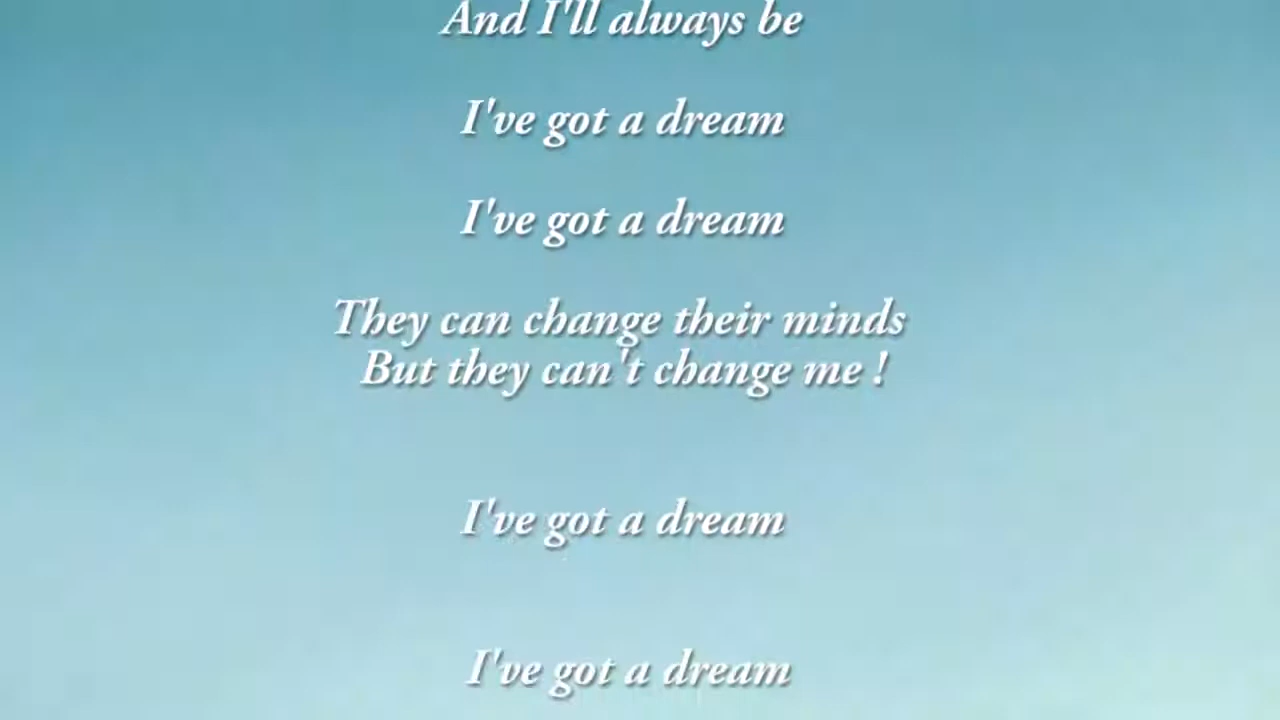 And I'll always be
I've got a dream
I've got a dream
They can change their minds
But they can't change me !
I've got a dream
I've got a dream